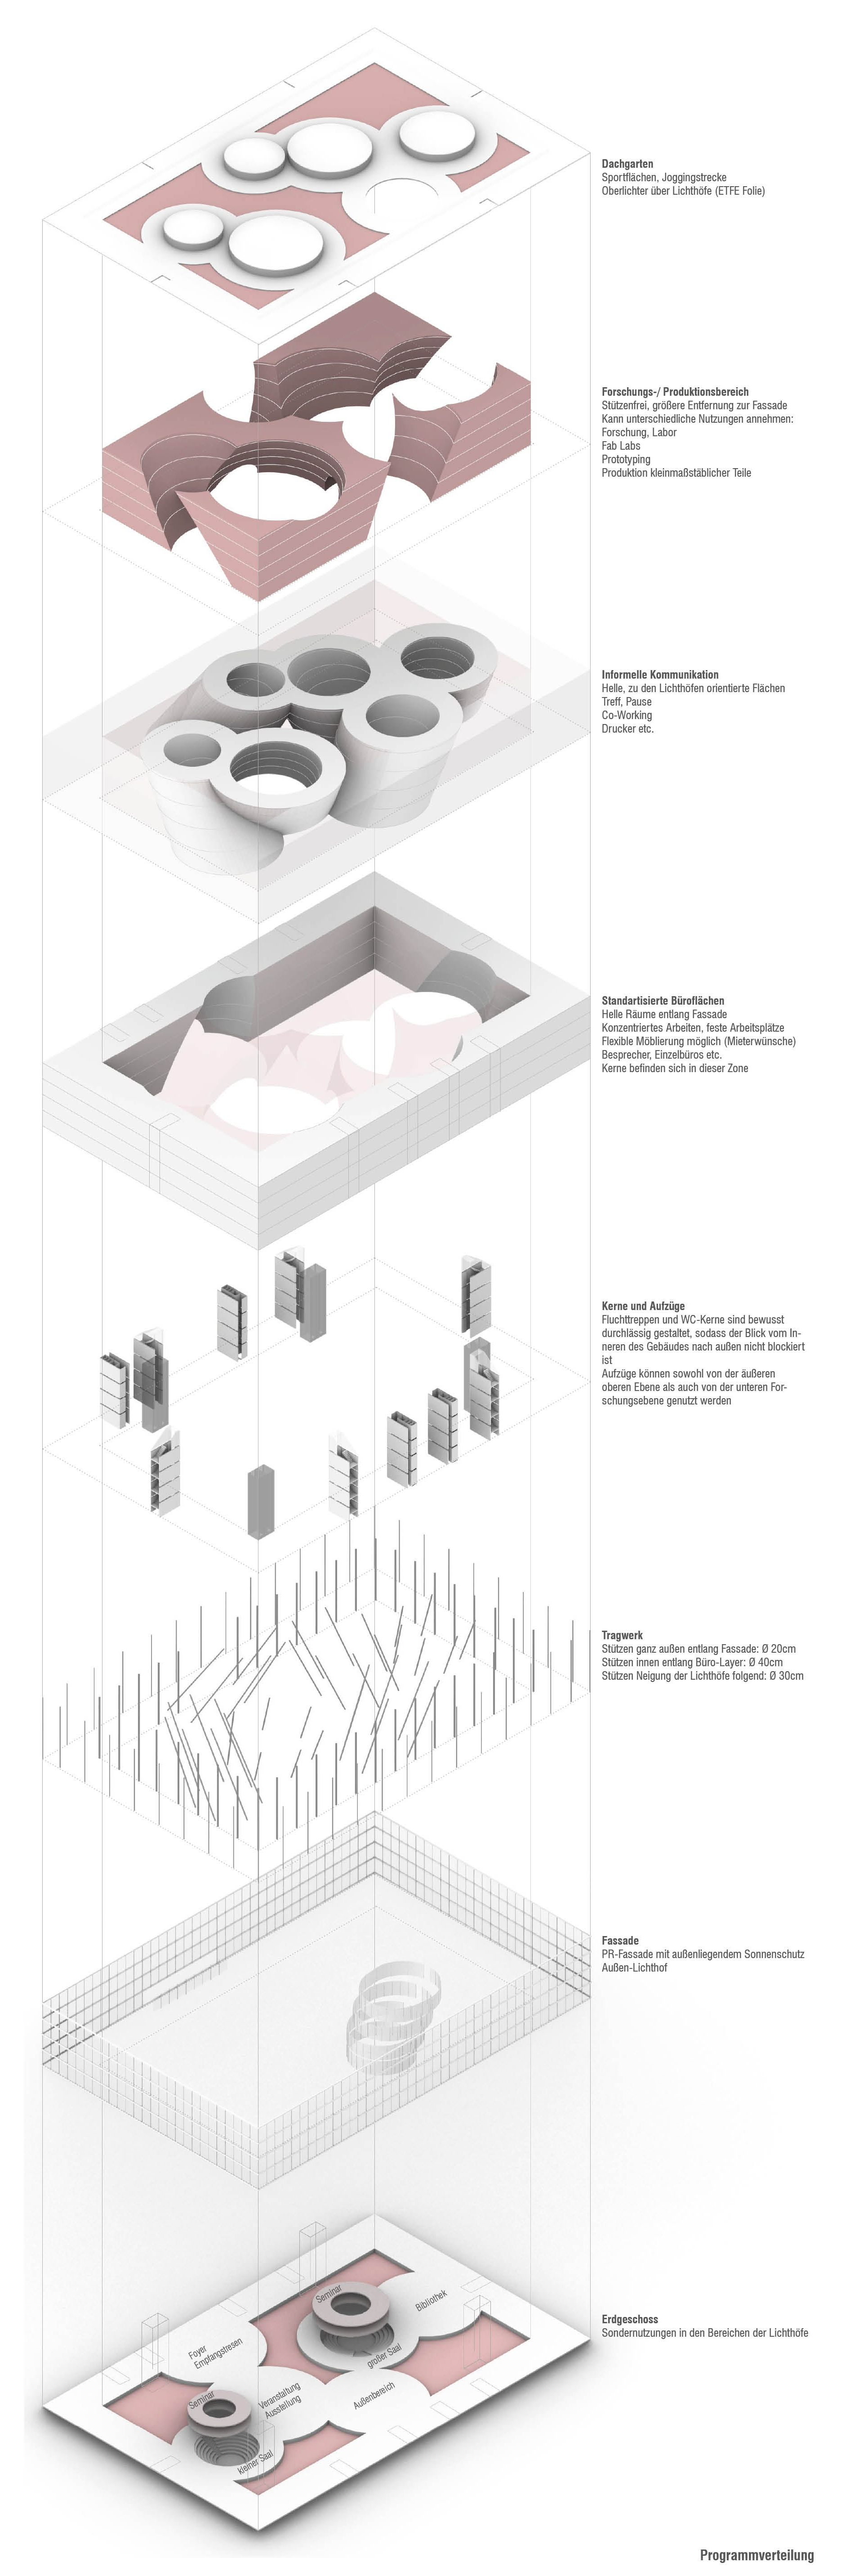 Dachgarten
Sportflächen, Joggingstrecke
Oberlichter über Lichthöfe (ETFE Folie)
Forschungs-/ Produktionsbereich
Stützenfrei, größere Entfernung zur Fassade
Kann unterschiedliche Nutzungen annehmen:
Forschung, Labor
Fab Labs
Prototyping
Produktion kleinmaßstäblicher Teile
Informelle Kommunikation
Helle, zu den Lichthöfen orientierte Flächen
Treff, Pause
Co-Working
Drucker etc.
Standartisierte Büroflächen
Helle Räume entlang Fassade
Konzentriertes Arbeiten, feste Arbeitsplätze
Flexible Möblierung möglich (Mieterwünsche)
Besprecher, Einzelbüros etc.
Kerne befinden sich in dieser Zone
Kerne und Aufzüge
Fluchttreppen und WC-Kerne sind bewusst
durchlässig gestaltet, sodass der Blick vom In-
neren des Gebäudes nach außen nicht blockiert
ist
Aufzüge können sowohl von der äußeren
oberen Ebene als auch von der unteren For-
schungsebene genutzt werden
Tragwerk
Stützen ganz außen entlang Fassade: Ø 20cm
Stützen innen entlang Büro-Layer: Ø 40cm
Stützen Neigung der Lichthöfe folgend: Ø 30cm
Fassade
PR-Fassade mit außenliegendem Sonnenschutz
Außen-Lichthof
Erdgeschoss
Sondernutzungen in den Bereichen der Lichthöfe
Seminar
Bibliothek
Foyer
Empfangstresen
großer Saal
Seminar
Veranstaltung
Ausstellung
Außenbereich
kleiner Saal
Programmverteilung